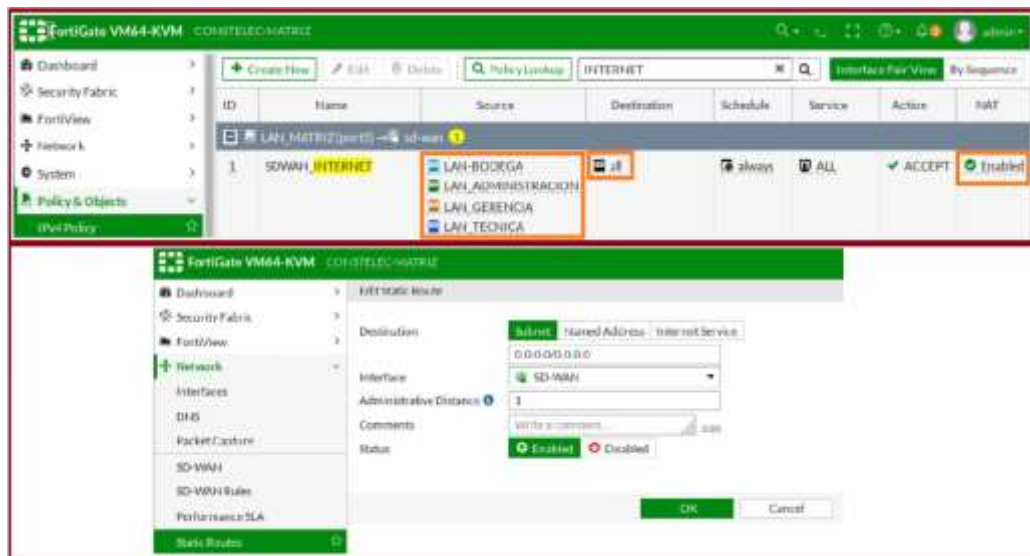 FortiGate VM64-KVM CONSTELEC-MATRIZ admin
Dashboard
Security Fabric
FortiView
Network
System
Policy & Objects
IPv4 Policy
Create New Edit Delete Policy Lookup INTERNET Interface Pair View By Sequence
ID Name Source Destination Schedule Service Action NAT
LAN_MATRIZ(port3) → sd-wan 1
1 SDWAN_INTERNET LAN-BODEGA all always ALL ACCEPT Enabled
LAN_ADMINISTRACION
LAN_GERENCIA
LAN_TECNICA
FortiGate VM64-KVM CONSTELEC-MATRIZ
Dashboard
Security Fabric
FortiView
Network
Interfaces
DNS
Packet Capture
SD-WAN
SD-WAN Rules
Performance SLA
Static Routes
Edit Static Route
Destination Subnet Named Address Internet Service
0.0.0.0/0.0.0.0
Interface SD-WAN
Administrative Distance 1
Comments Write a comment...
Status Enabled Disabled
OK Cancel